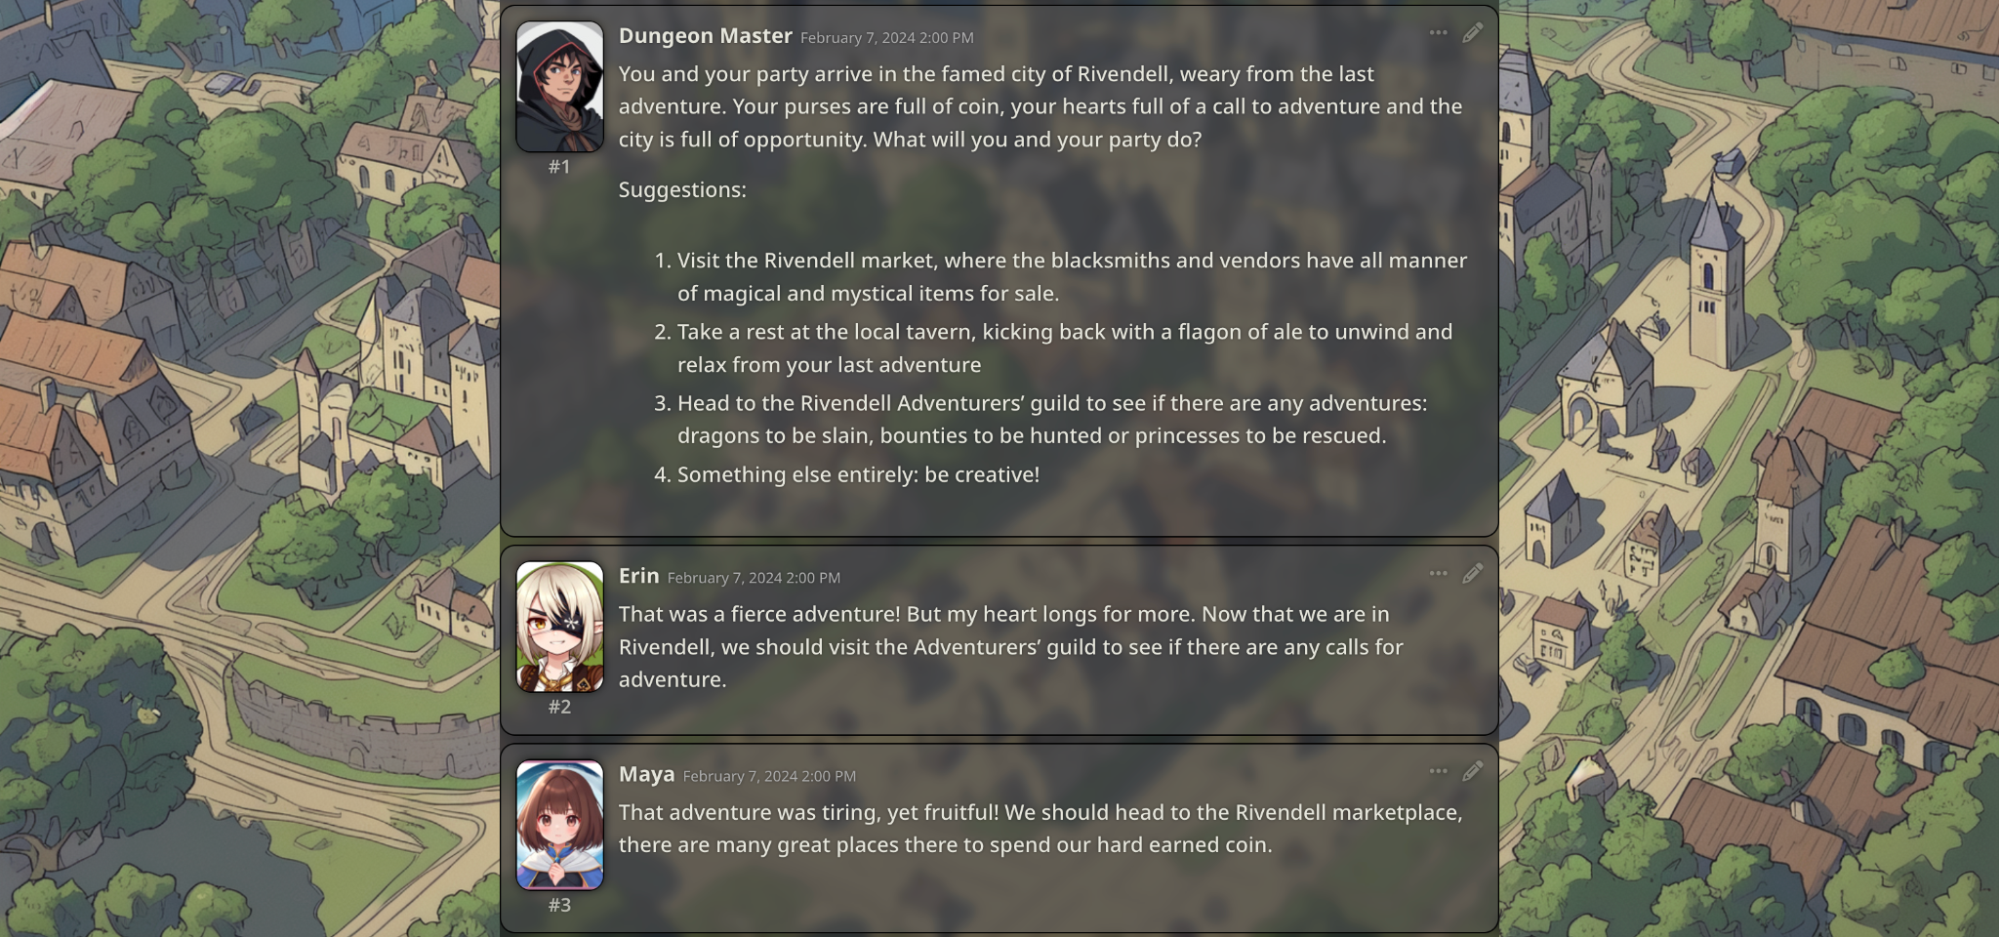 Dungeon Master February 7, 2024 2:00 PM
You and your party arrive in the famed city of Rivendell, weary from the last
adventure. Your purses are full of coin, your hearts full of a call to adventure and the
city is full of opportunity. What will you and your party do?
#1
Suggestions:
1. Visit the Rivendell market, where the blacksmiths and vendors have all manner
of magical and mystical items for sale.
2. Take a rest at the local tavern, kicking back with a flagon of ale to unwind and
relax from your last adventure
3. Head to the Rivendell Adventurers’ guild to see if there are any adventures:
dragons to be slain, bounties to be hunted or princesses to be rescued.
4. Something else entirely: be creative!
Erin February 7, 2024 2:00 PM
That was a fierce adventure! But my heart longs for more. Now that we are in
Rivendell, we should visit the Adventurers’ guild to see if there are any calls for
adventure.
#2
Maya February 7, 2024 2:00 PM
That adventure was tiring, yet fruitful! We should head to the Rivendell marketplace,
there are many great places there to spend our hard earned coin.
#3